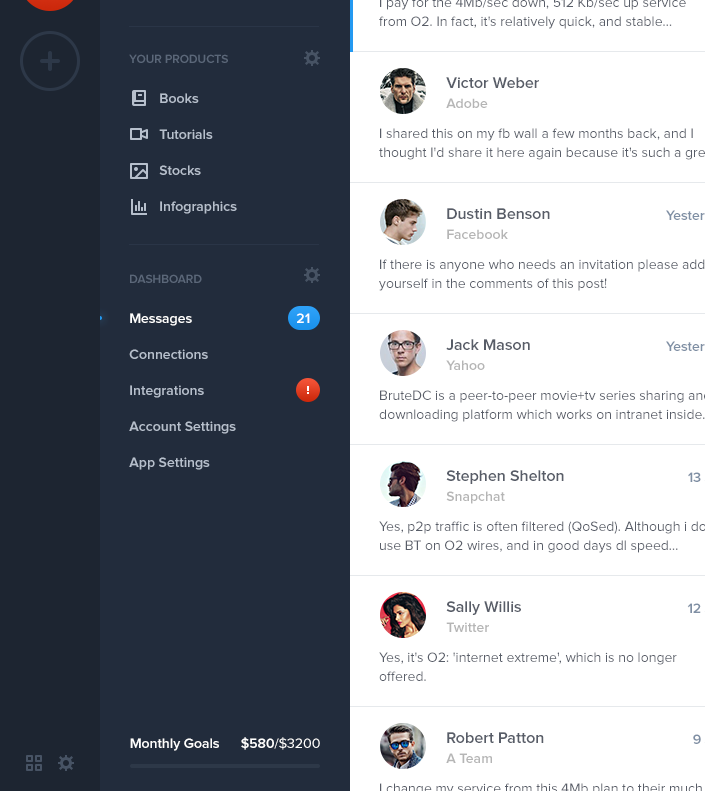 YOUR PRODUCTS
Books
Tutorials
Stocks
Infographics
DASHBOARD
Messages 21
Connections
Integrations !
Account Settings
App Settings
Monthly Goals $580/$3200
I pay for the 4Mb/sec down, 512 Kb/sec up service
from O2. In fact, it's relatively quick, and stable...
Victor Weber
Adobe
I shared this on my fb wall a few months back, and I
thought I'd share it here again because it's such a gre
Dustin Benson Yester
Facebook
If there is anyone who needs an invitation please add
yourself in the comments of this post!
Jack Mason Yester
Yahoo
BruteDC is a peer-to-peer movie+tv series sharing an
downloading platform which works on intranet inside.
Stephen Shelton 13
Snapchat
Yes, p2p traffic is often filtered (QoSed). Although i do
use BT on O2 wires, and in good days dl speed...
Sally Willis 12
Twitter
Yes, it's O2: 'internet extreme', which is no longer
offered.
Robert Patton 9
A Team
I change my service from this 4Mb plan to their much